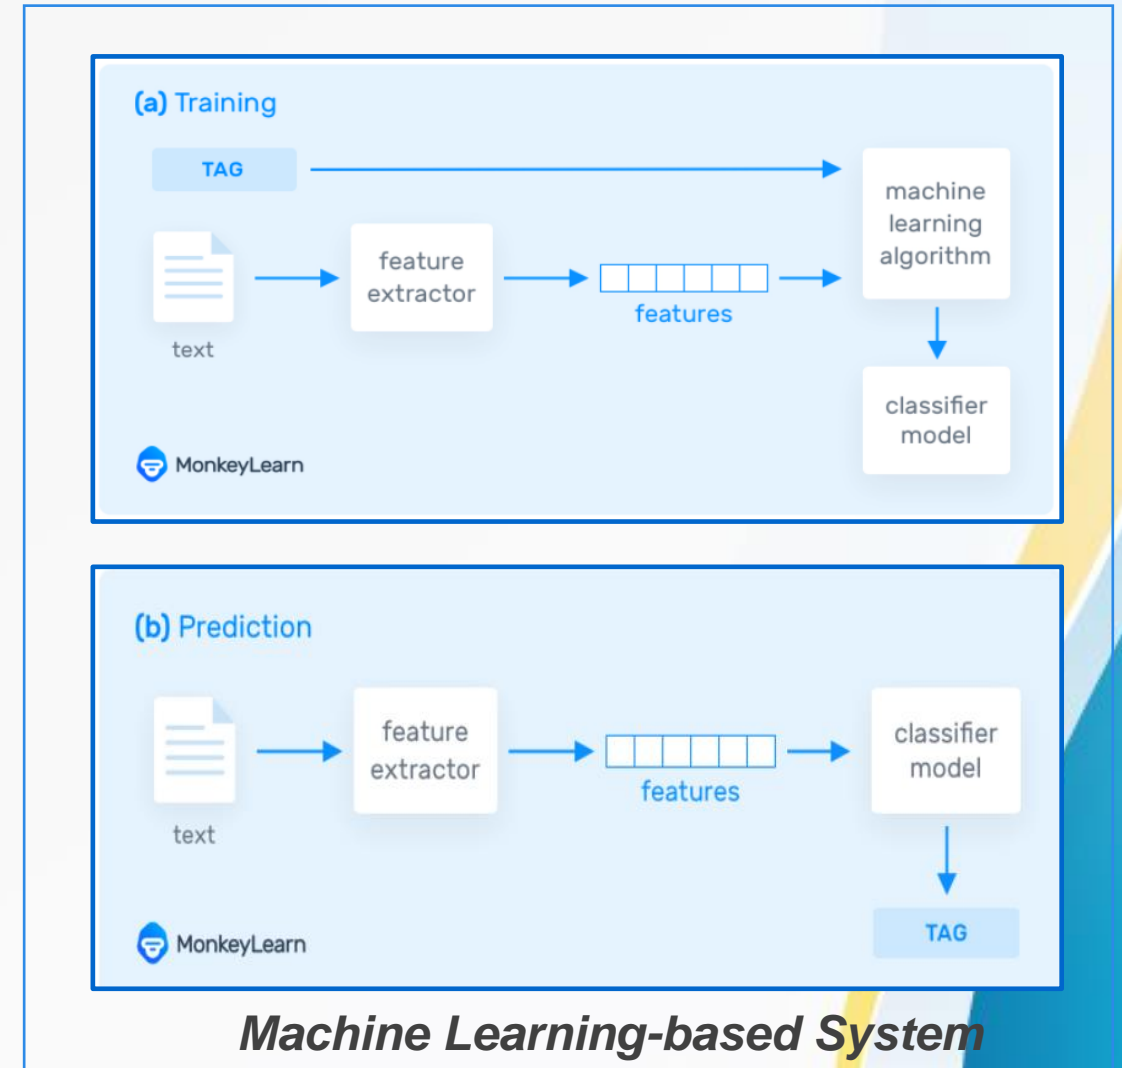 (a) Training
TAG
text
feature
extractor
features
machine
learning
algorithm
classifier
model
MonkeyLearn
(b) Prediction
text
feature
extractor
features
classifier
model
TAG
MonkeyLearn
Machine Learning-based System